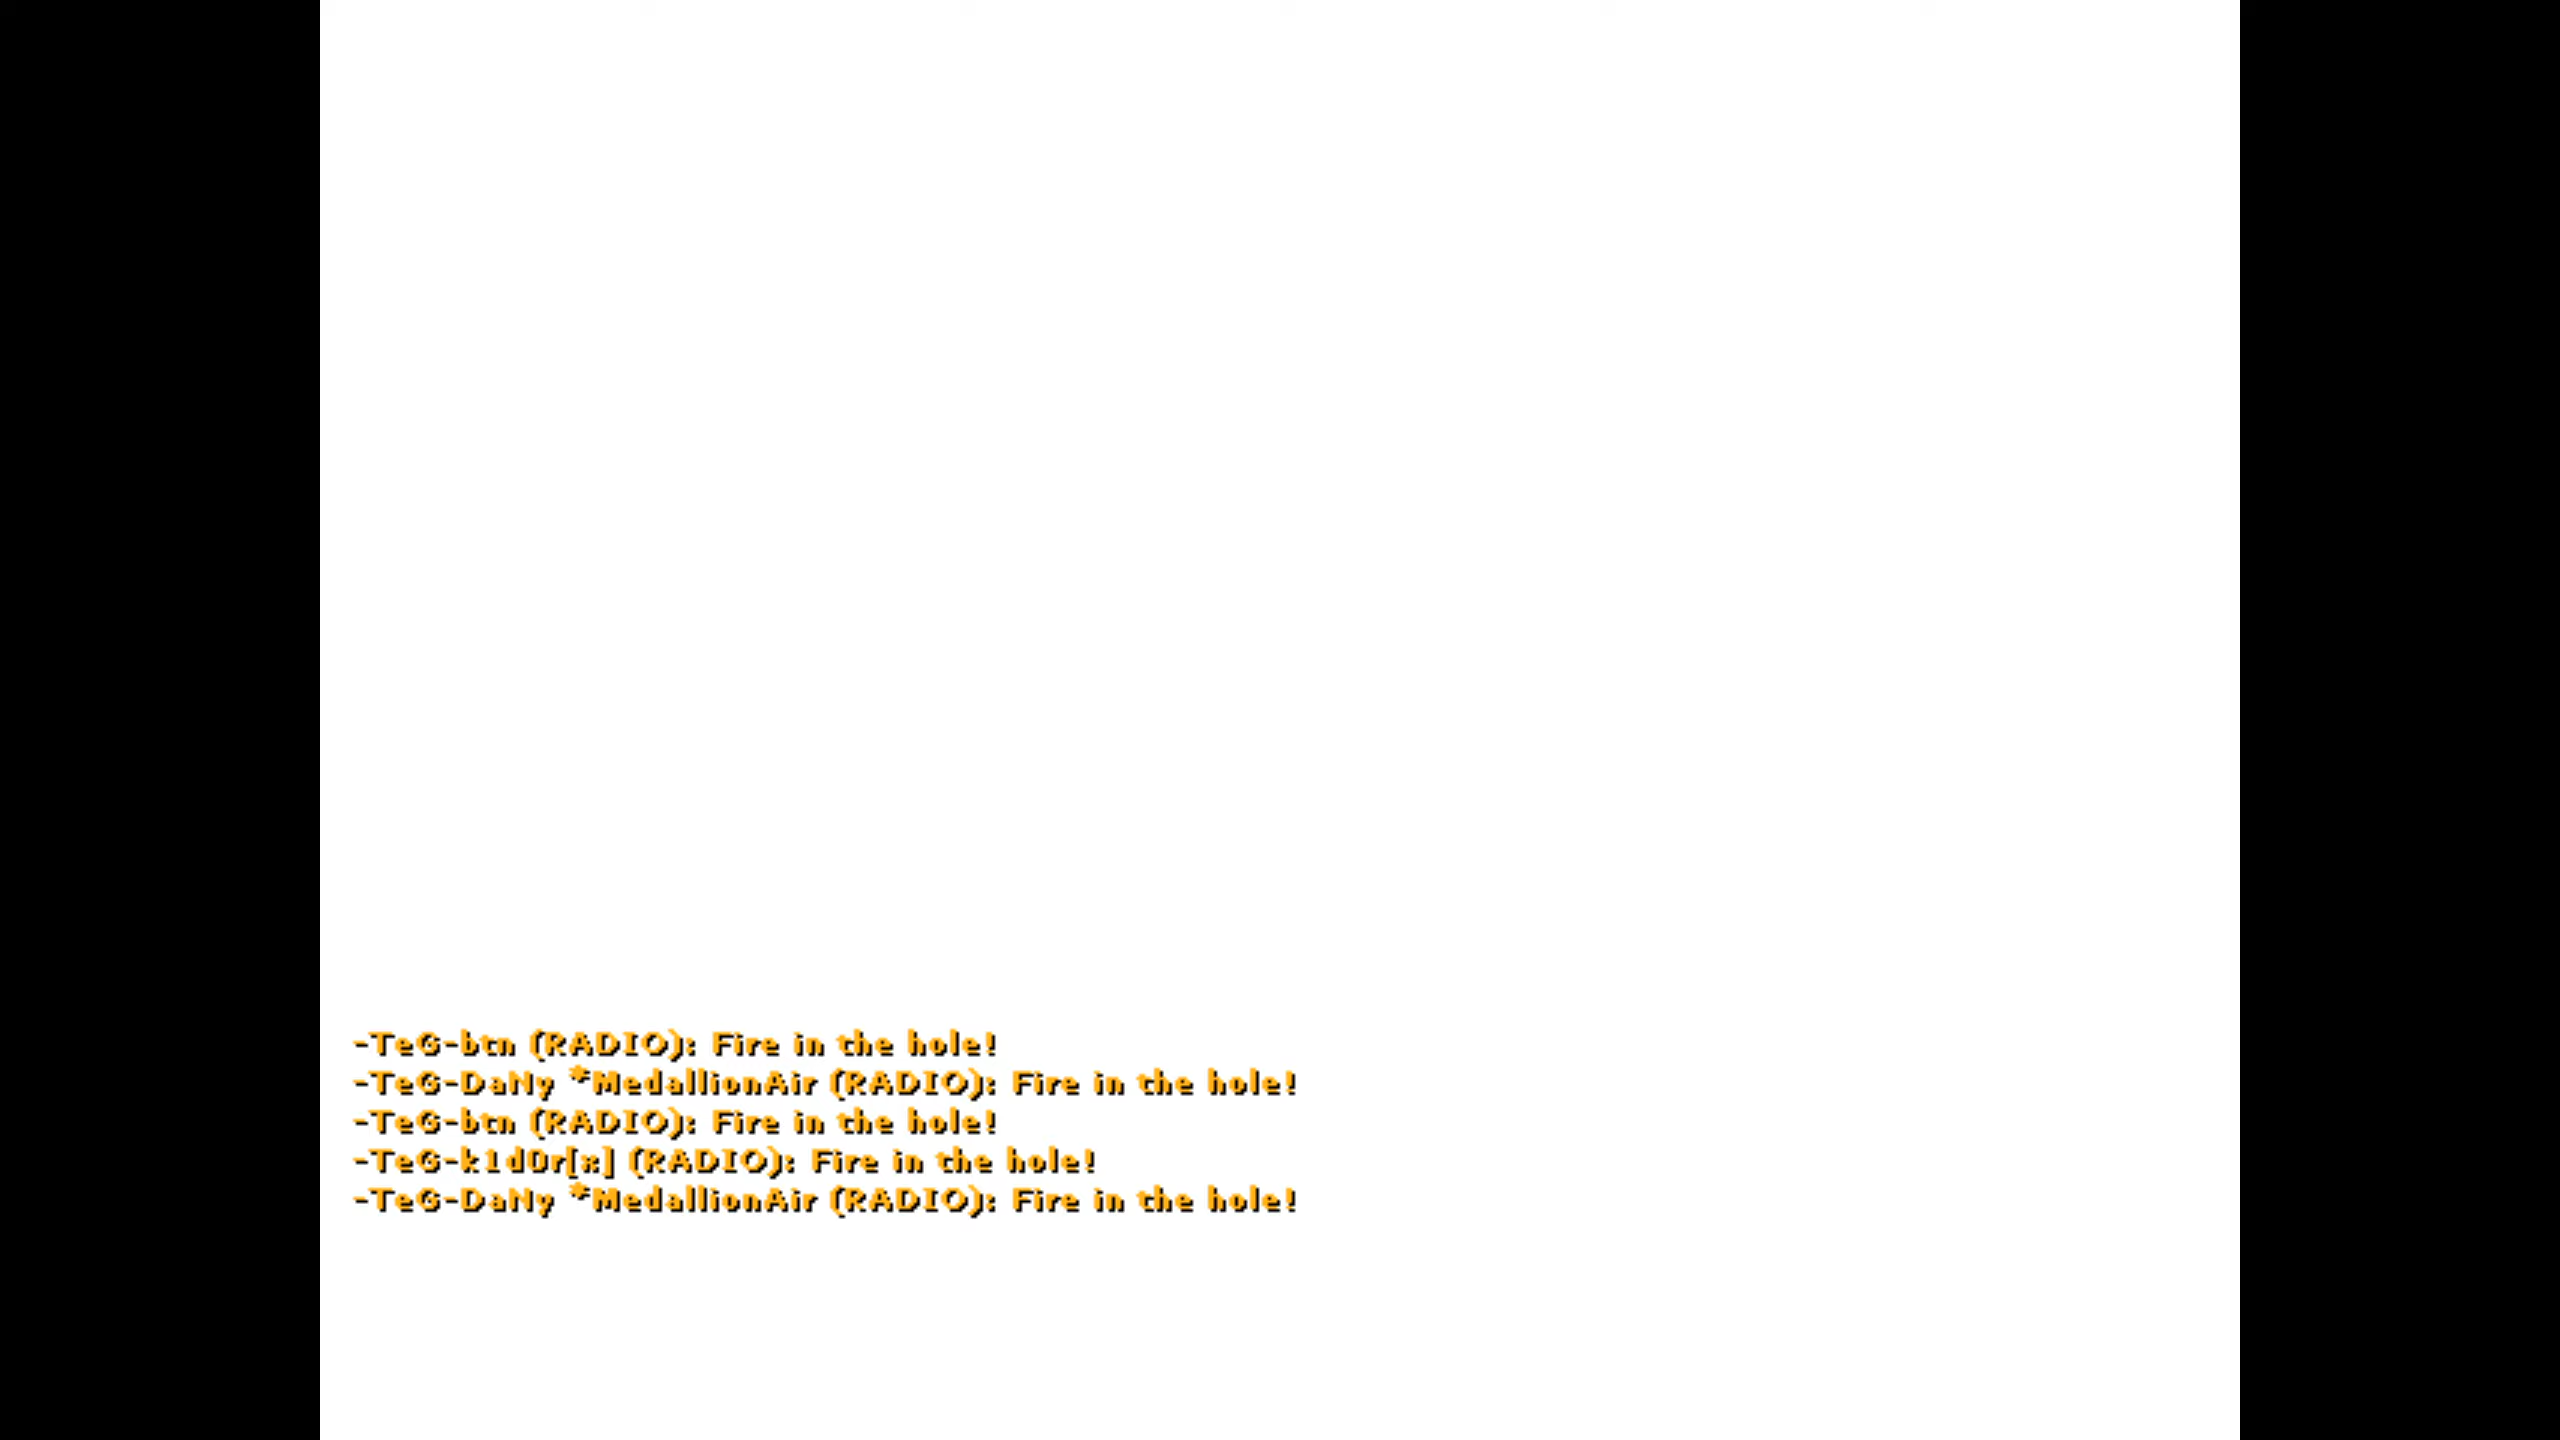 -TeG-btn (RADIO): Fire in the hole!
-TeG-DaNy *MedallionAir (RADIO): Fire in the hole!
-TeG-btn (RADIO): Fire in the hole!
-TeG-k1d0r[x] (RADIO): Fire in the hole!
-TeG-DaNy *MedallionAir (RADIO): Fire in the hole!